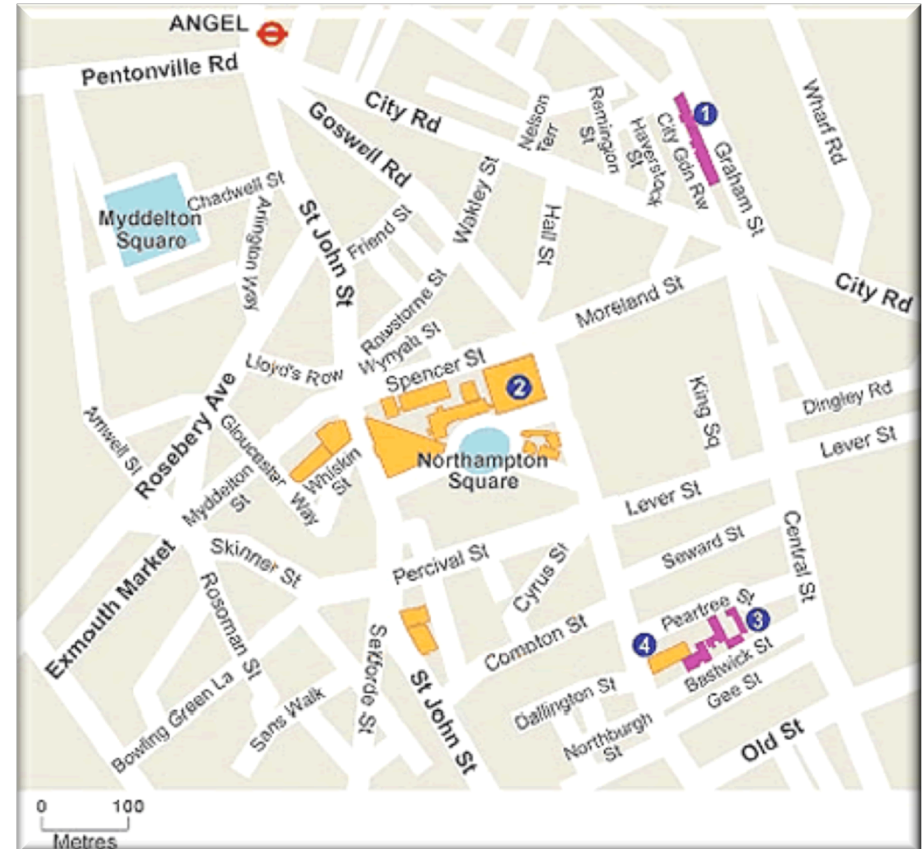 ANGEL
Pentonville Rd
City Rd
Goswell Rd
Nelson
Terr
Remington
St
Haverstock
St
City Gdn Rw
1
Graham St
Wharf Rd
Chadwell St
Myddelton
Square
Arlington Way
St John St
Friend St
Wakley St
Hall St
City Rd
Moreland St
Rawstorne St
Wynyatt St
Lloyd's Row
Spencer St
2
King Sq
Dingley Rd
Amwell St
Rosebery Ave
Gloucester
Way
Whiskin
St
Myddelton
St
Northampton
Square
Lever St
Lever St
Skinner St
Percival St
Cyrus St
Seward St
Central St
Exmouth Market
Rosoman St
Sekforde St
Compton St
Peartree St
3
4
Bastwick St
Gee St
Dallington St
Northburgh
St
Old St
St John St
Sans Walk
Bowling Green La
0 100
Metres